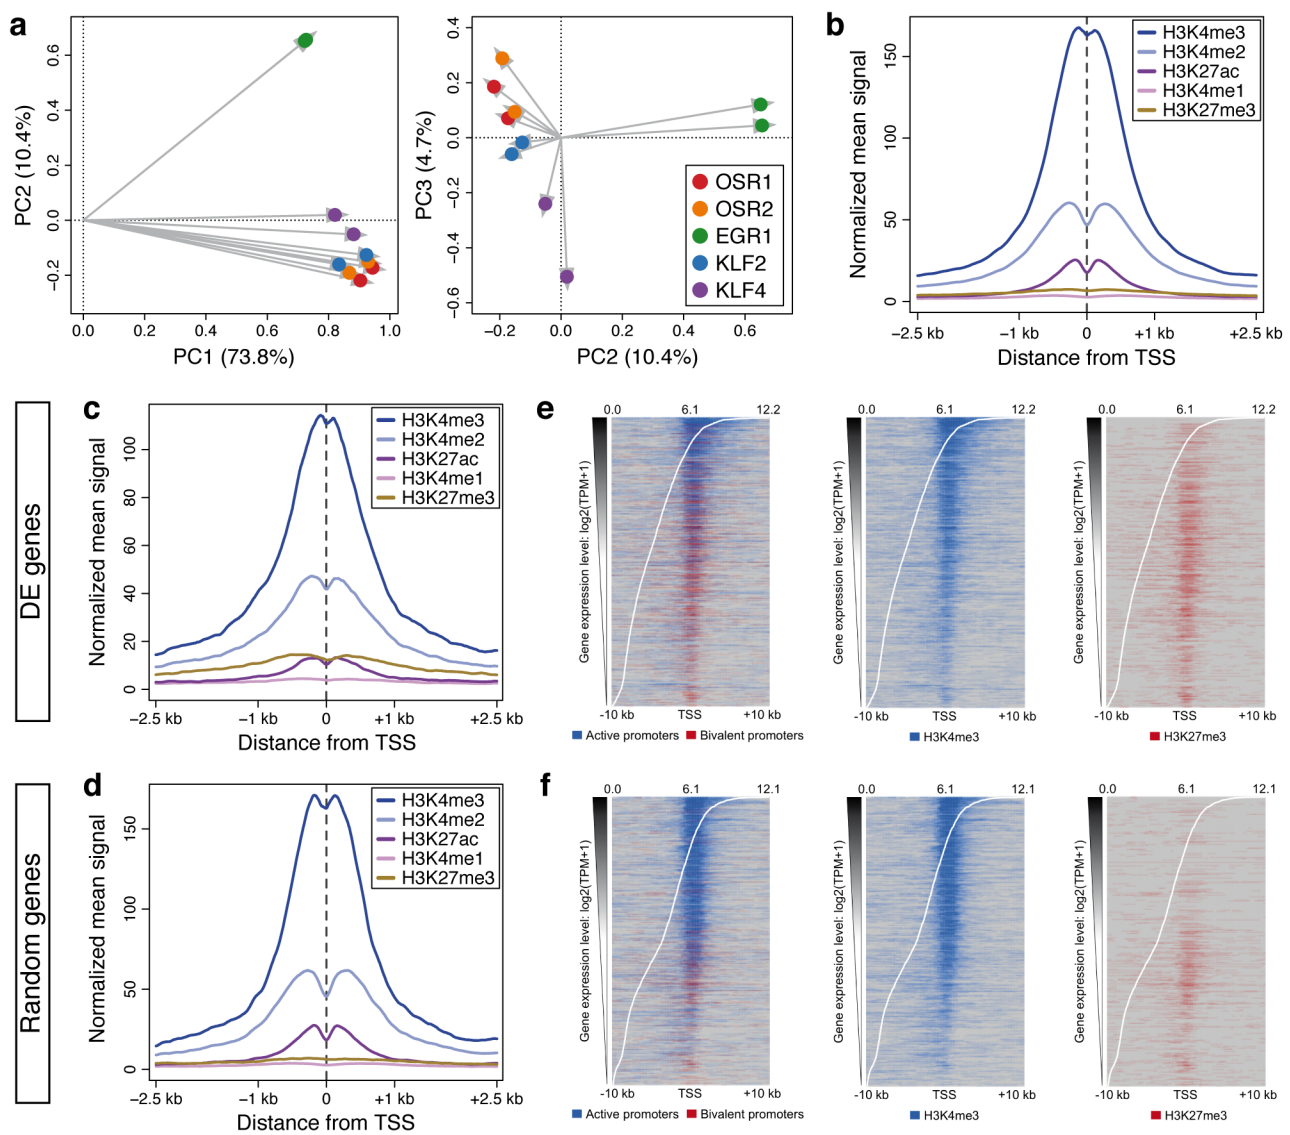 a
PC2 (10.4%)
0.6
0.4
0.2
0.0
−0.2
0.0 0.2 0.4 0.6 0.8 1.0
PC1 (73.8%)
PC3 (4.7%)
0.4
0.2
0.0
−0.2
−0.4
−0.6
−0.2 0.0 0.2 0.4 0.6
PC2 (10.4%)
OSR1
OSR2
EGR1
KLF2
KLF4
b
Normalized mean signal
150
100
50
0
−2.5 kb −1 kb 0 +1 kb +2.5 kb
Distance from TSS
H3K4me3
H3K4me2
H3K27ac
H3K4me1
H3K27me3
DE genes
c
Normalized mean signal
100
80
60
40
20
0
−2.5 kb −1 kb 0 +1 kb +2.5 kb
Distance from TSS
H3K4me3
H3K4me2
H3K27ac
H3K4me1
H3K27me3
e
0.0 6.1 12.2
Gene expression level: log2(TPM+1)
-10 kb TSS +10 kb
Active promoters Bivalent promoters
0.0 6.1 12.2
Gene expression level: log2(TPM+1)
-10 kb TSS +10 kb
H3K4me3
0.0 6.1 12.2
Gene expression level: log2(TPM+1)
-10 kb TSS +10 kb
H3K27me3
Random genes
d
Normalized mean signal
150
100
50
0
−2.5 kb −1 kb 0 +1 kb +2.5 kb
Distance from TSS
H3K4me3
H3K4me2
H3K27ac
H3K4me1
H3K27me3
f
0.0 6.1 12.1
Gene expression level: log2(TPM+1)
-10 kb TSS +10 kb
Active promoters Bivalent promoters
0.0 6.1 12.1
Gene expression level: log2(TPM+1)
-10 kb TSS +10 kb
H3K4me3
0.0 6.1 12.1
Gene expression level: log2(TPM+1)
-10 kb TSS +10 kb
H3K27me3